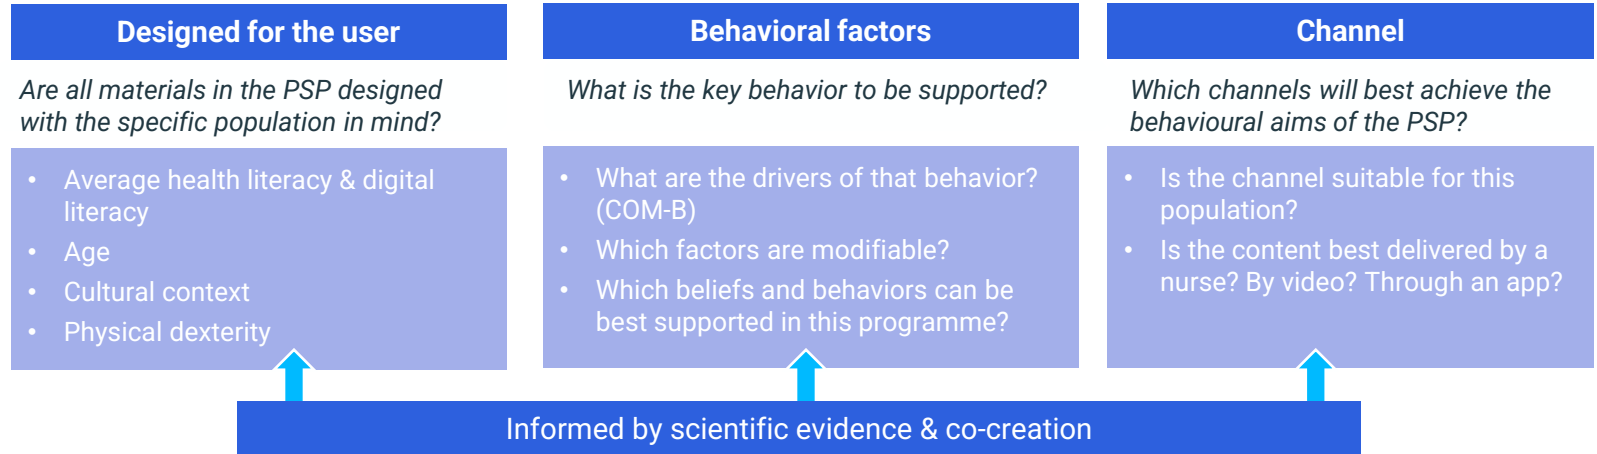 Designed for the user
Are all materials in the PSP designed
with the specific population in mind?
• Average health literacy & digital
literacy
• Age
• Cultural context
• Physical dexterity
Behavioral factors
What is the key behavior to be supported?
• What are the drivers of that behavior?
(COM-B)
• Which factors are modifiable?
• Which beliefs and behaviors can be
best supported in this programme?
Channel
Which channels will best achieve the
behavioural aims of the PSP?
• Is the channel suitable for this
population?
• Is the content best delivered by a
nurse? By video? Through an app?
Informed by scientific evidence & co-creation